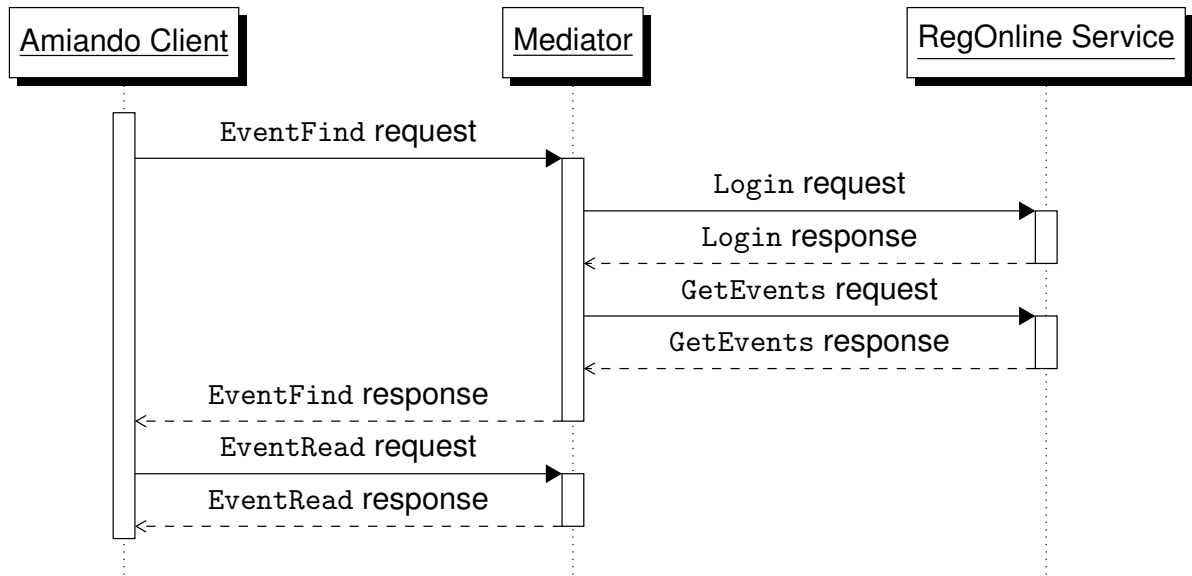 Amiando Client
Mediator
RegOnline Service
EventFind request
Login request
Login response
GetEvents request
GetEvents response
EventFind response
EventRead request
EventRead response